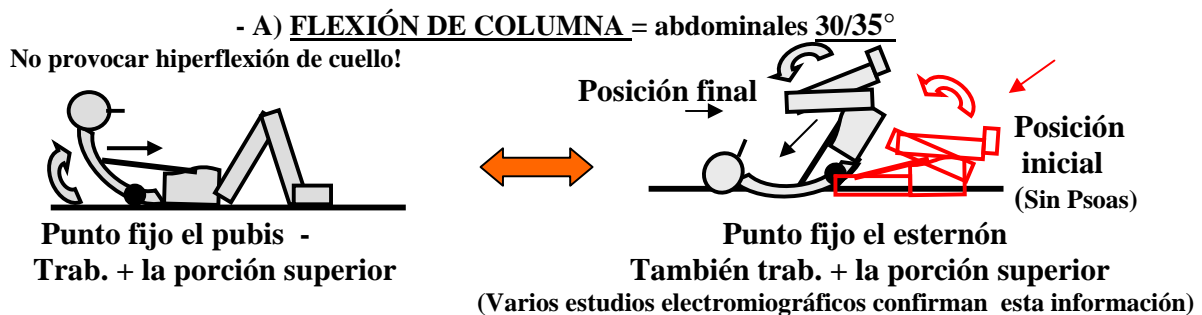 - A) FLEXIÓN DE COLUMNA = abdominales 30/35°
No provocar hiperflexión de cuello!
Posición final
Posición
inicial
(Sin Psoas)
Punto fijo el pubis -
Trab. + la porción superior
Punto fijo el esternón
También trab. + la porción superior
(Varios estudios electromiográficos confirman esta información)